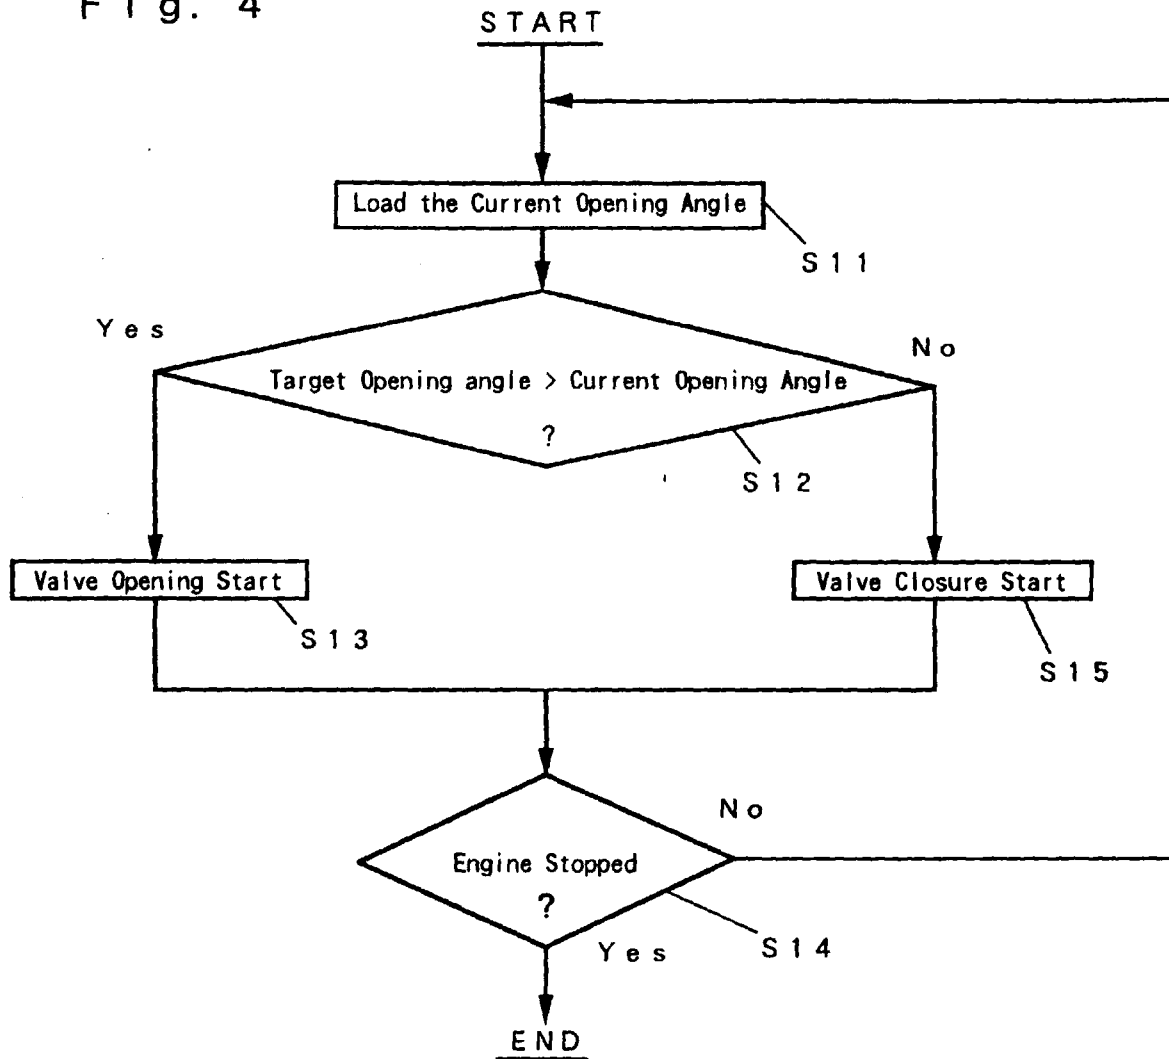 Fig. 4
START
Load the Current Opening Angle
S11
Yes
No
Target Opening angle > Current Opening Angle
?
S12
Valve Opening Start
Valve Closure Start
S13
S15
No
Engine Stopped
?
Yes
S14
END